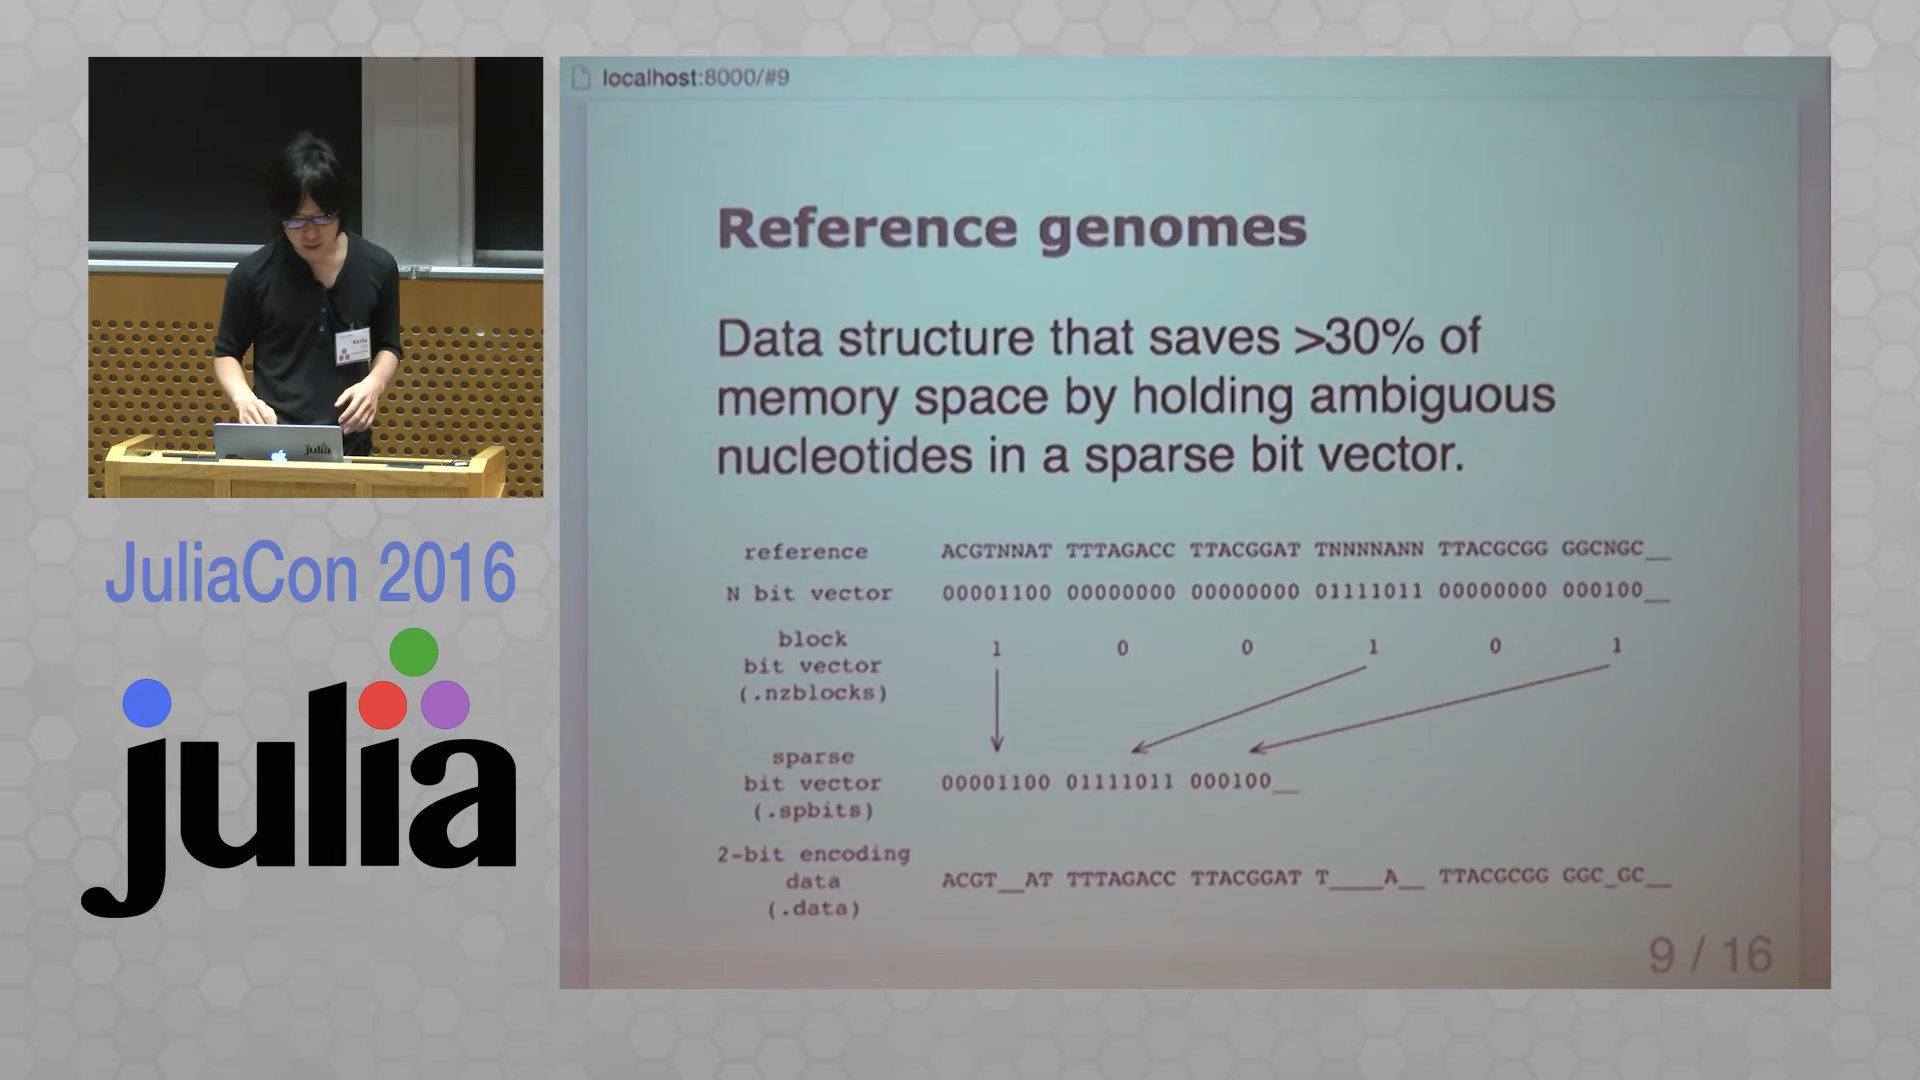 localhost:8000/#9
Reference genomes
Data structure that saves >30% of
memory space by holding ambiguous
nucleotides in a sparse bit vector.
reference ACGTNNAT TTTAGACC TTACGGAT TNNNNANN TTACGCGG GGCNGC__
N bit vector 00001100 00000000 00000000 01111011 00000000 000100__
block
bit vector 1 0 0 1 0 1
(.nzblocks)
sparse
bit vector 00001100 01111011 000100__
(.spbits)
2-bit encoding
data ACGT__AT TTTAGACC TTACGGAT T____A__ TTACGCGG GGC_GC__
(.data)
9 / 16
Kenta
julia
JuliaCon 2016
julia